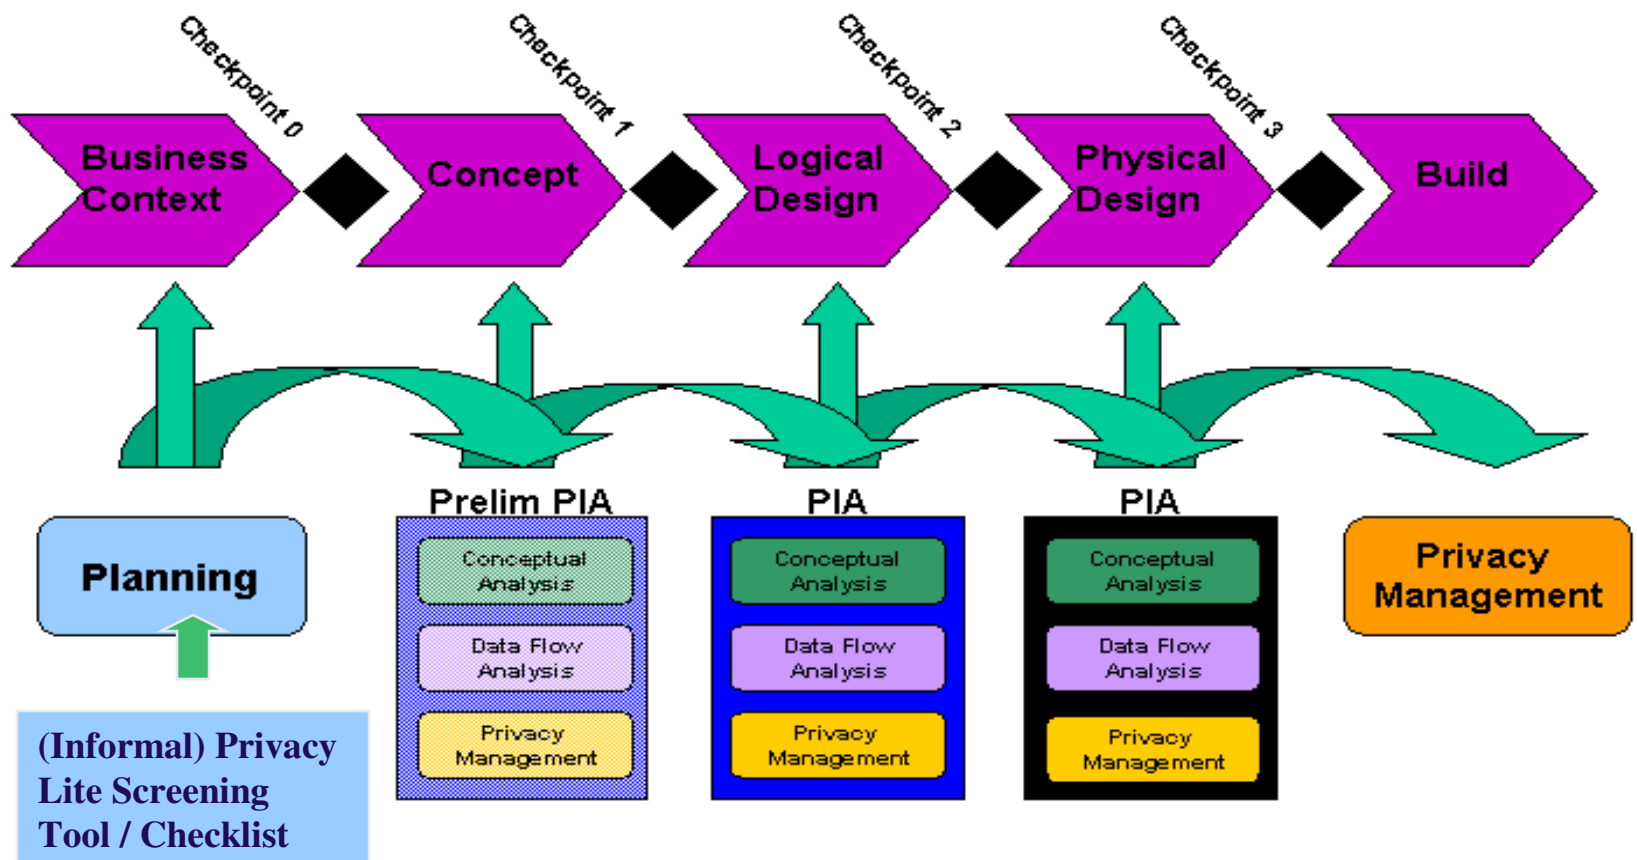 Checkpoint 0
Checkpoint 1
Checkpoint 2
Checkpoint 3
Business
Context
Concept
Logical
Design
Physical
Design
Build
Planning
(Informal) Privacy
Lite Screening
Tool / Checklist
Prelim PIA
Conceptual
Analysis
Data Flow
Analysis
Privacy
Management
PIA
Conceptual
Analysis
Data Flow
Analysis
Privacy
Management
PIA
Conceptual
Analysis
Data Flow
Analysis
Privacy
Management
Privacy
Management